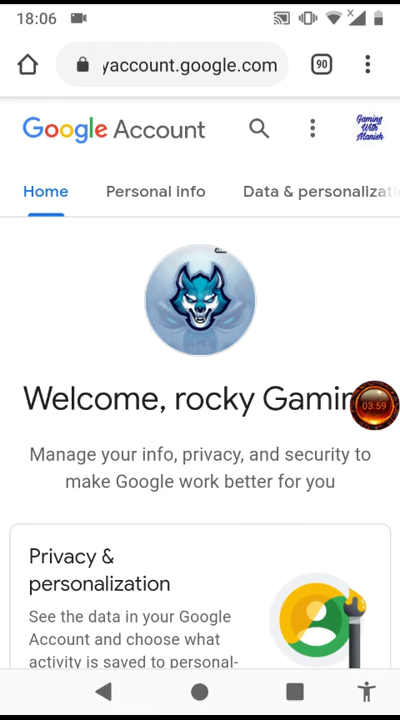 18:06
yaccount.google.com
90
Google Account
Gaming
With
Manish
Home Personal info Data & personalizati
Welcome, rocky Gamin
03:59
Manage your info, privacy, and security to
make Google work better for you
Privacy &
personalization
See the data in your Google
Account and choose what
activity is saved to personal-